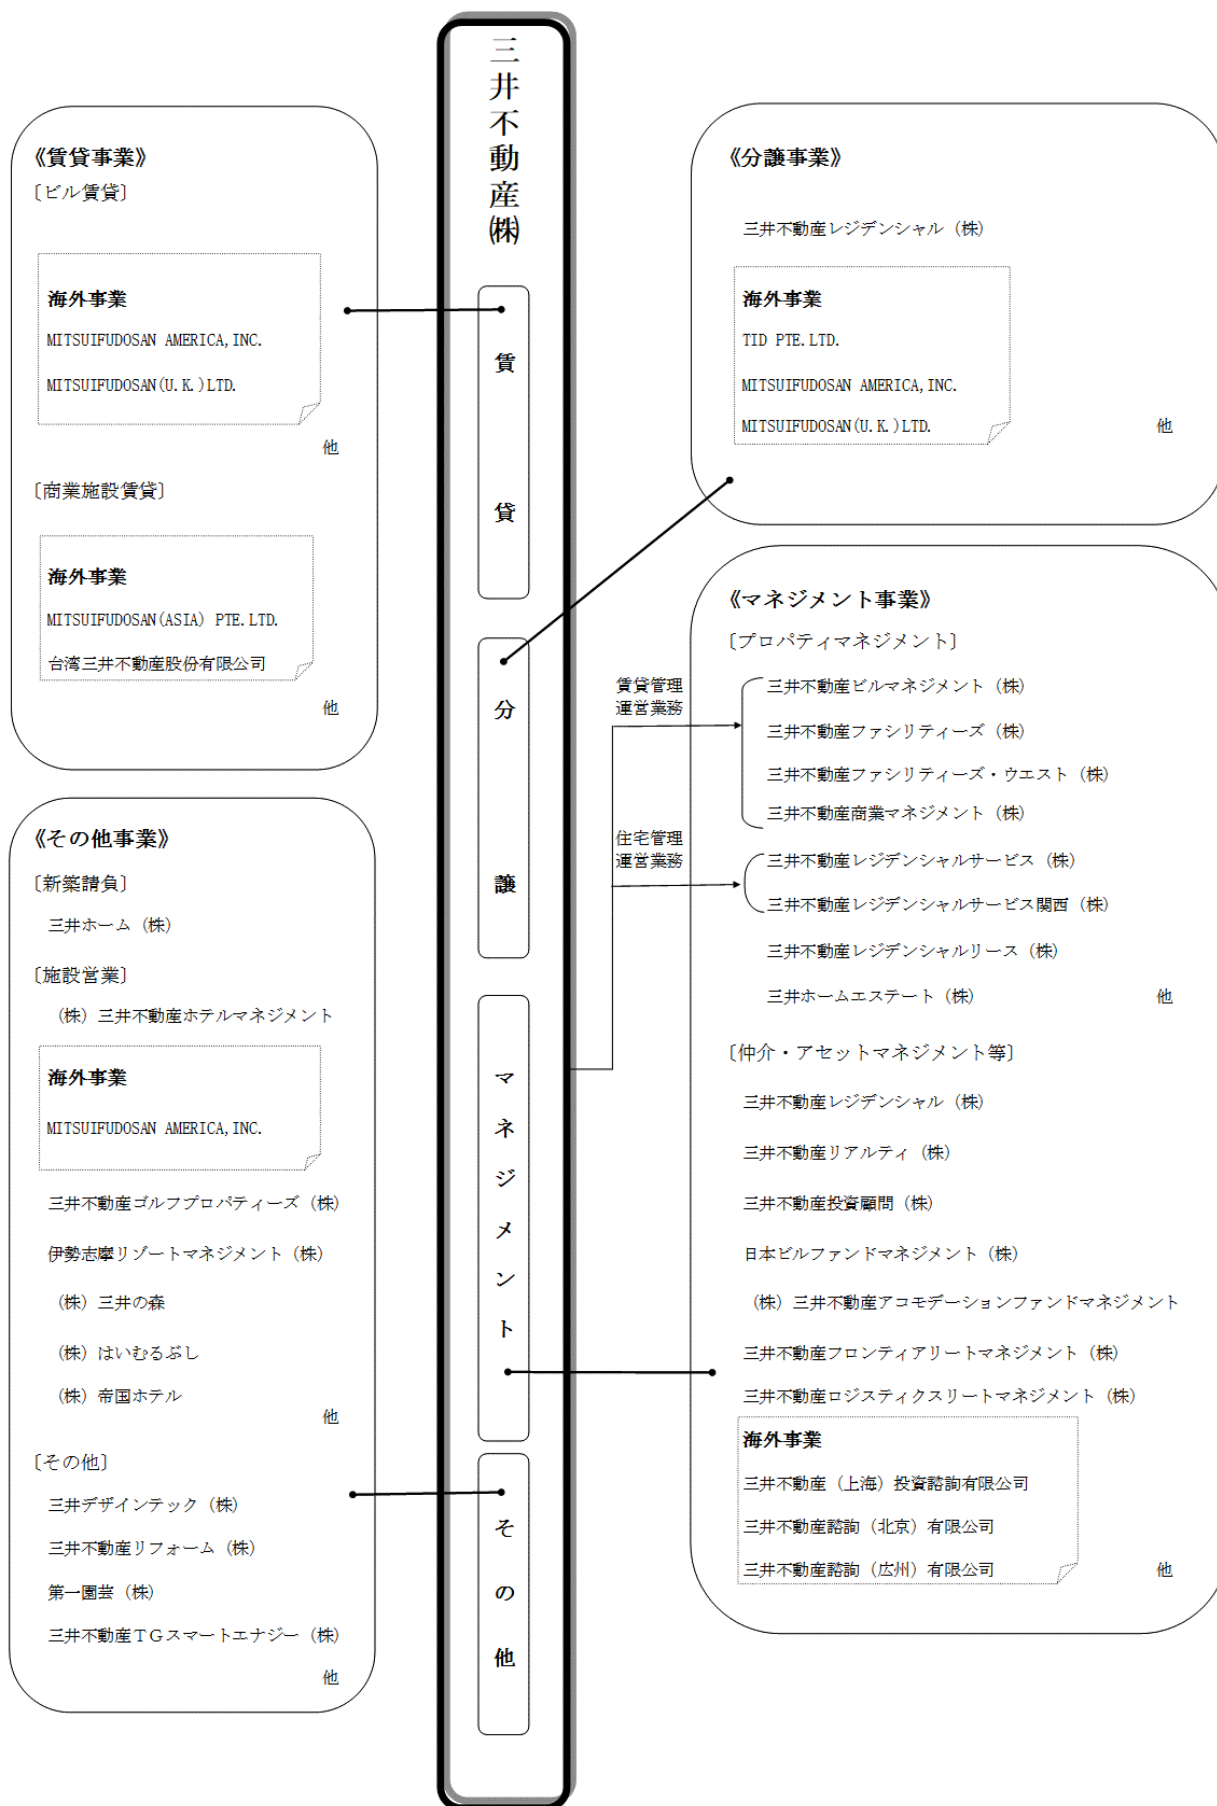 三井不動産㈱
賃貸
分譲
マネジメント
その他
《賃貸事業》
〔ビル賃貸〕
海外事業
MITSUIFUDOSAN AMERICA,INC.
MITSUIFUDOSAN(U.K.)LTD.
他
〔商業施設賃貸〕
海外事業
MITSUIFUDOSAN(ASIA) PTE.LTD.
台湾三井不動産股份有限公司
他
《その他事業》
〔新築請負〕
三井ホーム（株）
〔施設営業〕
（株）三井不動産ホテルマネジメント
海外事業
MITSUIFUDOSAN AMERICA,INC.
三井不動産ゴルフプロパティーズ（株）
伊勢志摩リゾートマネジメント（株）
（株）三井の森
（株）はいむるぶし
（株）帝国ホテル
他
〔その他〕
三井デザインテック（株）
三井不動産リフォーム（株）
第一園芸（株）
三井不動産ＴＧスマートエナジー（株）
他
《分譲事業》
三井不動産レジデンシャル（株）
海外事業
TID PTE.LTD.
MITSUIFUDOSAN AMERICA,INC.
MITSUIFUDOSAN(U.K.)LTD.
他
《マネジメント事業》
〔プロパティマネジメント〕
賃貸管理
運営業務
三井不動産ビルマネジメント（株）
三井不動産ファシリティーズ（株）
三井不動産ファシリティーズ・ウエスト（株）
三井不動産商業マネジメント（株）
住宅管理
運営業務
三井不動産レジデンシャルサービス（株）
三井不動産レジデンシャルサービス関西（株）
三井不動産レジデンシャルリース（株）
三井ホームエステート（株）
他
〔仲介・アセットマネジメント等〕
三井不動産レジデンシャル（株）
三井不動産リアルティ（株）
三井不動産投資顧問（株）
日本ビルファンドマネジメント（株）
（株）三井不動産アコモデーションファンドマネジメント
三井不動産フロンティアリートマネジメント（株）
三井不動産ロジスティクスリートマネジメント（株）
海外事業
三井不動産（上海）投資諮詢有限公司
三井不動産諮詢（北京）有限公司
三井不動産諮詢（広州）有限公司
他